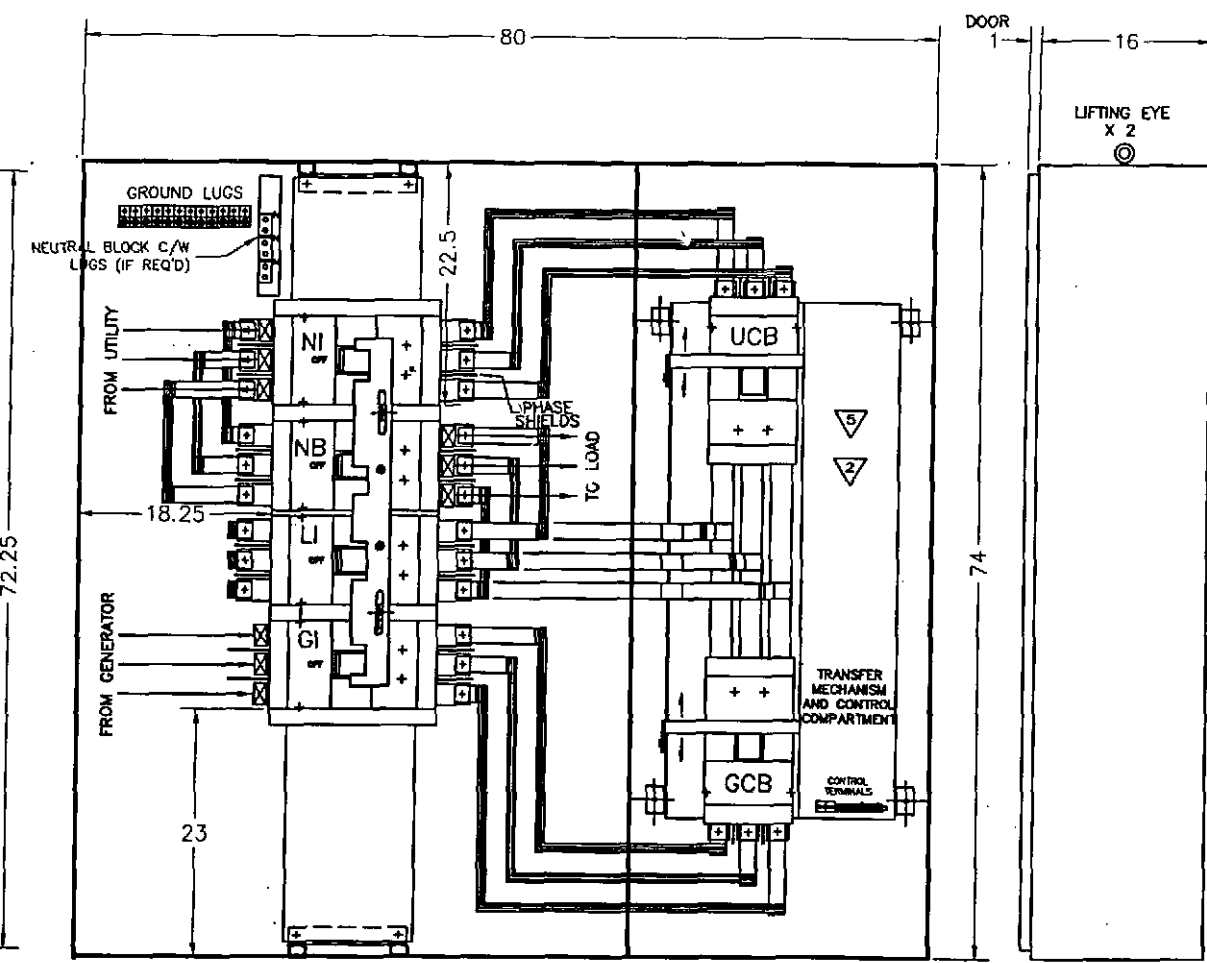 DOOR
80
1
16
LIFTING EYE
X 2
GROUND LUGS
NEUTRAL BLOCK C/W
LUGS (IF REQ'D)
22.5
FROM UTILITY
NI
OFF
UCB
PHASE
SHIELDS
5
NB
OFF
TO LOAD
2
18.25
LI
OFF
72.25
74
FROM GENERATOR
GI
OFF
TRANSFER
MECHANISM
AND CONTROL
COMPARTMENT
GCB
CONTROL
TERMINALS
23